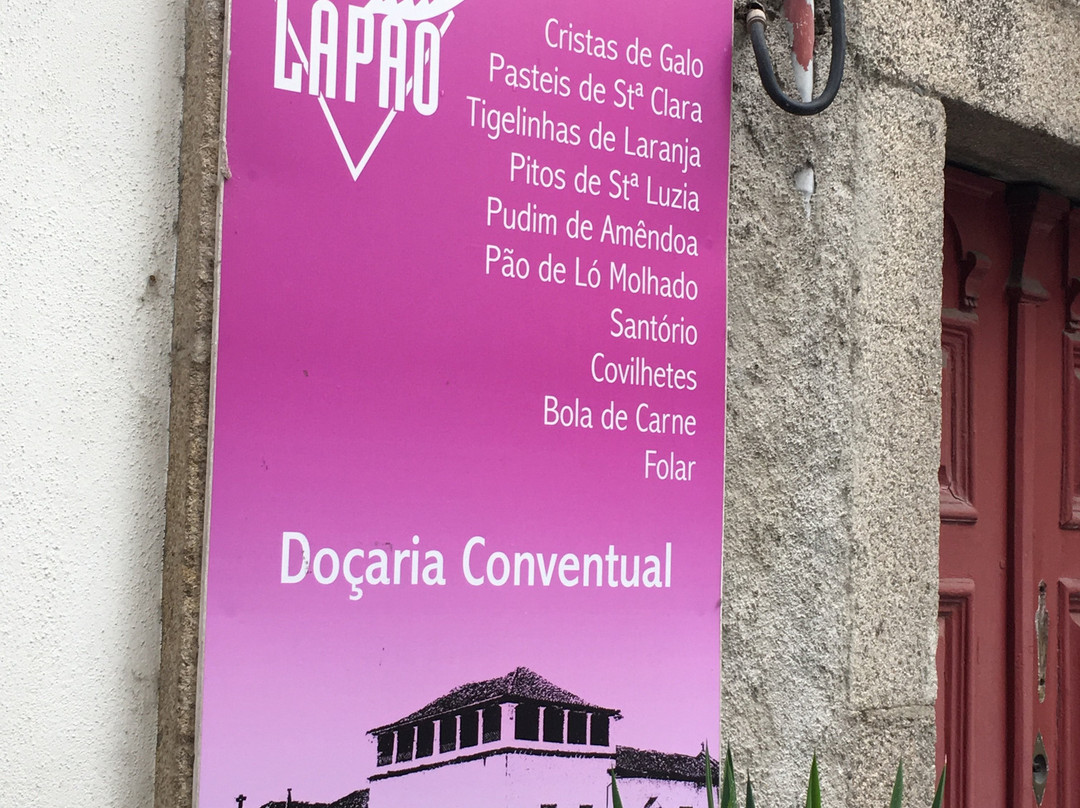 LAPÃO
Cristas de Galo
Pasteis de Stª Clara
Tigelinhas de Laranja
Pitos de Stª Luzia
Pudim de Amêndoa
Pão de Ló Molhado
Santório
Covilhetes
Bola de Carne
Folar
Doçaria Conventual